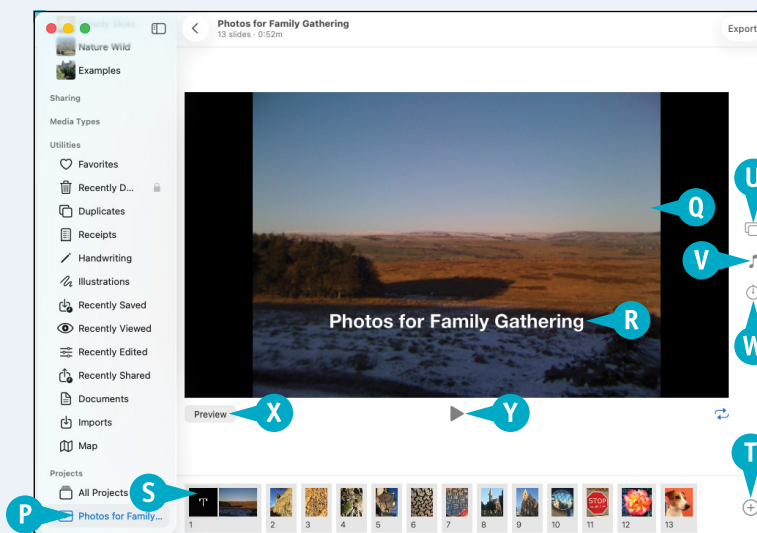 Photos for Family Gathering
13 slides · 0:52m
Export
Nature Wild
Examples
Sharing
Media Types
Utilities
Favorites
Recently D...
Duplicates
Receipts
Handwriting
Illustrations
Recently Saved
Recently Viewed
Recently Edited
Recently Shared
Documents
Imports
Map
Projects
All Projects
Photos for Family...
Photos for Family Gathering
Preview
T
STOP
1 2 3 4 5 6 7 8 9 10 11 12 13
U
Q
V
R
W
X
Y
T
S
P